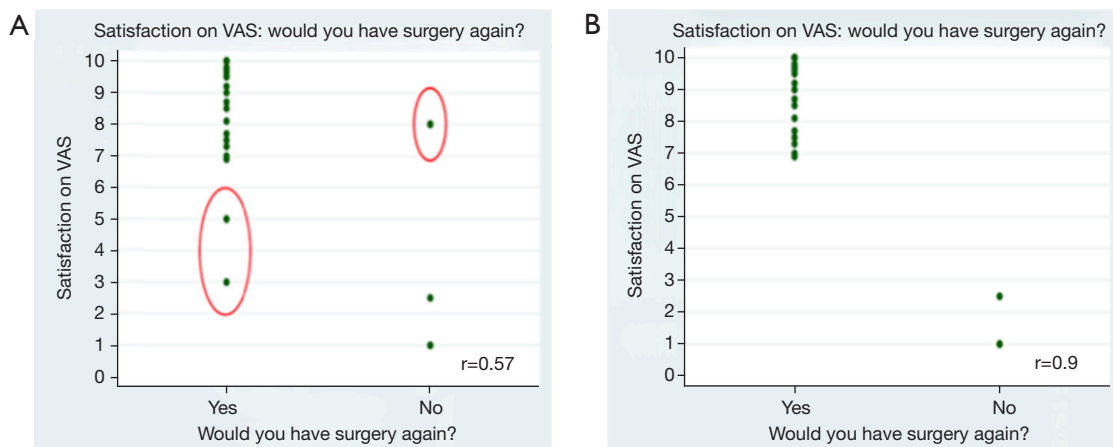 A
Satisfaction on VAS: would you have surgery again?
Satisfaction on VAS
10
9
8
7
6
5
4
3
2
1
0
r=0.57
Yes
No
Would you have surgery again?
B
Satisfaction on VAS: would you have surgery again?
Satisfaction on VAS
10
9
8
7
6
5
4
3
2
1
0
r=0.9
Yes
No
Would you have surgery again?